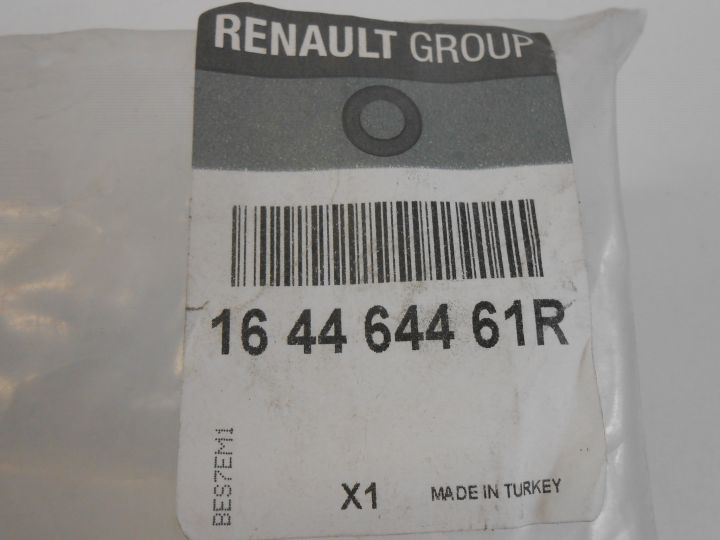 RENAULT GROUP
16 44 644 61R
BES7EM1
X1
MADE IN TURKEY